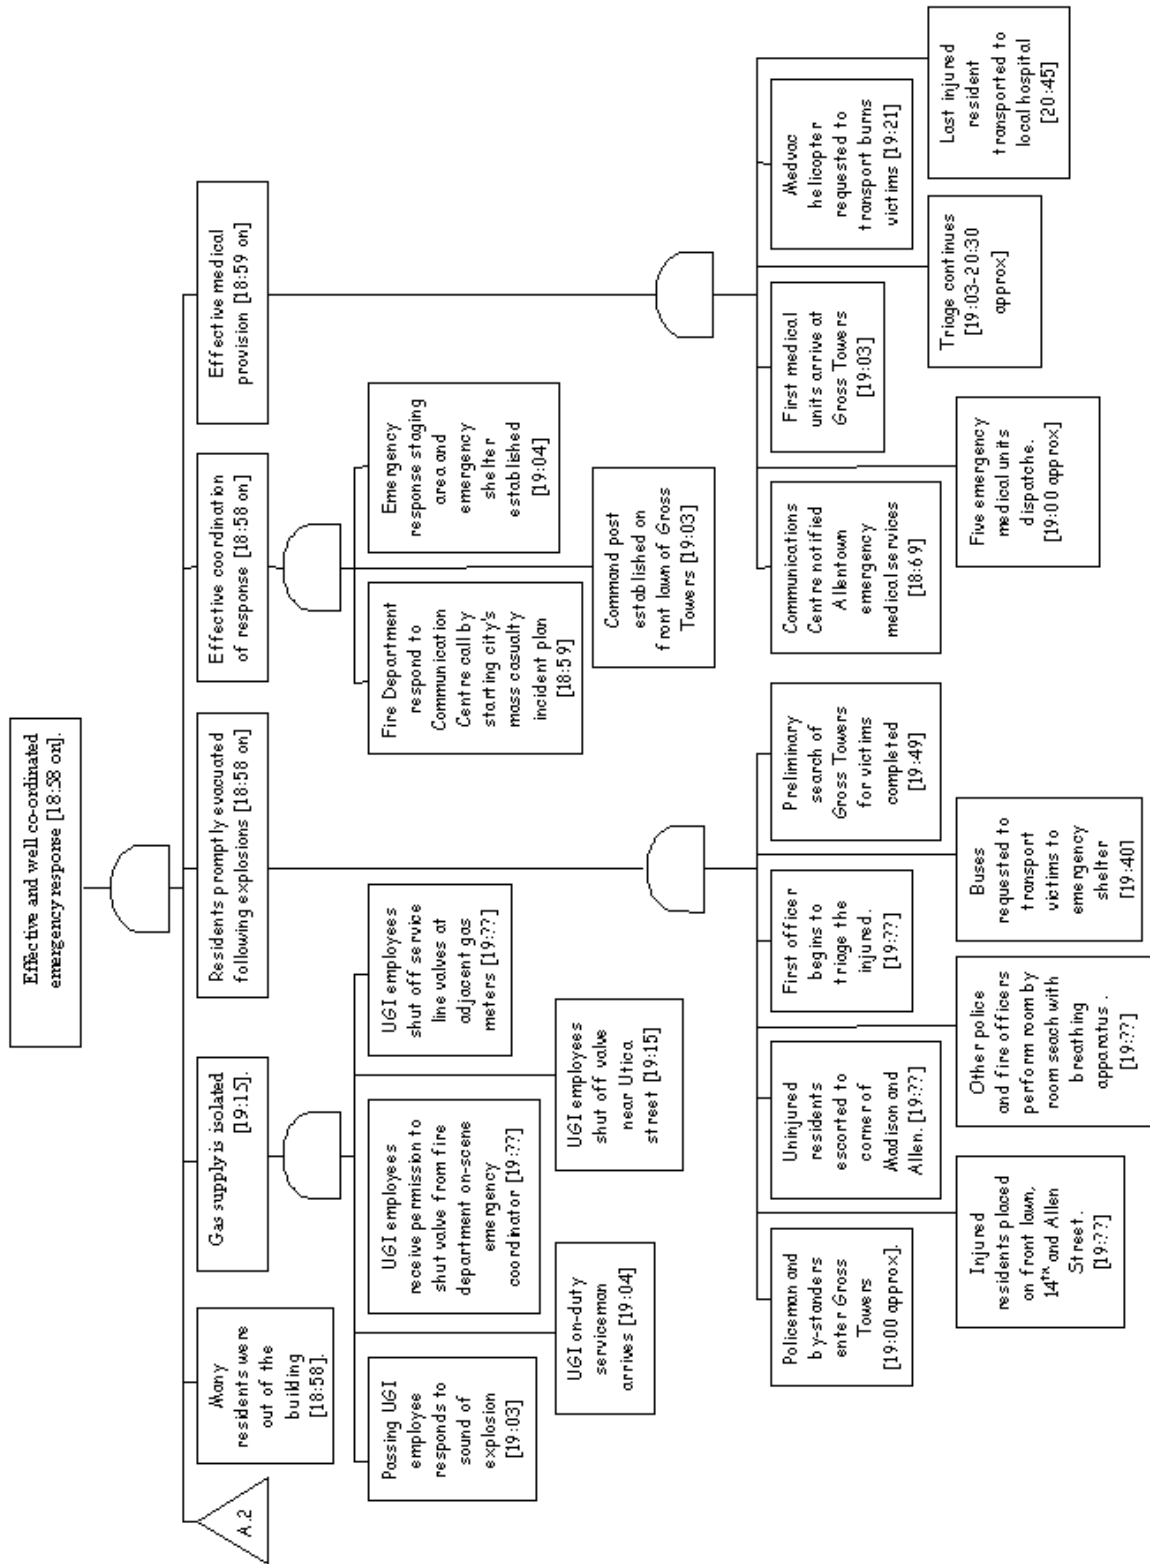 Effective and well co-ordinated
emergency response [18:58 on].
A.2
Many
residents were
out of the
building
[18:58].
Gas supply is isolated
[19:15].
Residents promptly evacuated
following explosions [18:58 on]
Effective coordination
of response [18:58 on]
Effective medical
provision [18:59 on]
Passing UGI
employee
responds to
sound of
explosion
[19:03]
UGI employees
receive permission to
shut valve from fire
department on-scene
emergency
coordinator [19:??]
UGI employees
shut off service
line valves at
adjacent gas
meters [19:??]
UGI on-duty
serviceman
arrives [19:04]
UGI employees
shut off valve
near Utica
street [19:15]
Fire Department
respond to
Communication
Centre call by
starting city's
mass casualty
incident plan
[18:59]
Emergency
response staging
area and
emergency
shelter
established
[19:04]
Command post
established on
front lawn of Gross
Towers [19:03]
Policeman and
by-standers
enter Gross
Towers
[19:00 approx].
Uninjured
residents
escorted to
corner of
Madison and
Allen. [19:??]
First officer
begins to
triage the
injured.
[19:??]
Preliminary
search of
Gross Towers
for victims
completed
[19:49]
Injured
residents placed
on front lawn,
14TH and Allen
Street.
[19:??]
Other police
and fire officers
perform room by
room seach with
breathing
apparatus.
[19:??]
Buses
requested to
transport
victims to
emergency
shelter
[19:40]
Communications
Centre notified
Allentown
emergency
medical services
[18:69]
First medical
units arrive at
Gross Towers
[19:03]
Medvac
helicopter
requested to
transport burns
victims [19:21]
Five emergency
medical units
dispatche.
[19:00 approx]
Triage continues
[19:03-20:30
approx]
Last injured
resident
transported to
local hospital
[20:45]